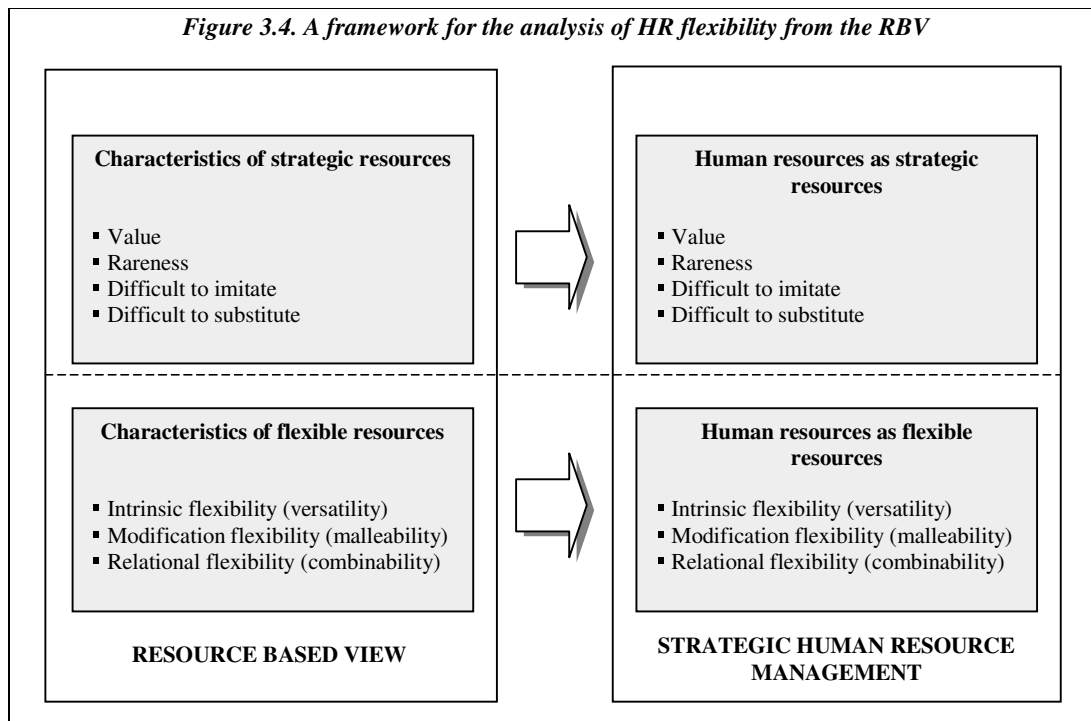 Figure 3.4. A framework for the analysis of HR flexibility from the RBV
Characteristics of strategic resources
▪ Value
▪ Rareness
▪ Difficult to imitate
▪ Difficult to substitute
Human resources as strategic
resources
▪ Value
▪ Rareness
▪ Difficult to imitate
▪ Difficult to substitute
Characteristics of flexible resources
▪ Intrinsic flexibility (versatility)
▪ Modification flexibility (malleability)
▪ Relational flexibility (combinability)
Human resources as flexible
resources
▪ Intrinsic flexibility (versatility)
▪ Modification flexibility (malleability)
▪ Relational flexibility (combinability)
RESOURCE BASED VIEW
STRATEGIC HUMAN RESOURCE
MANAGEMENT